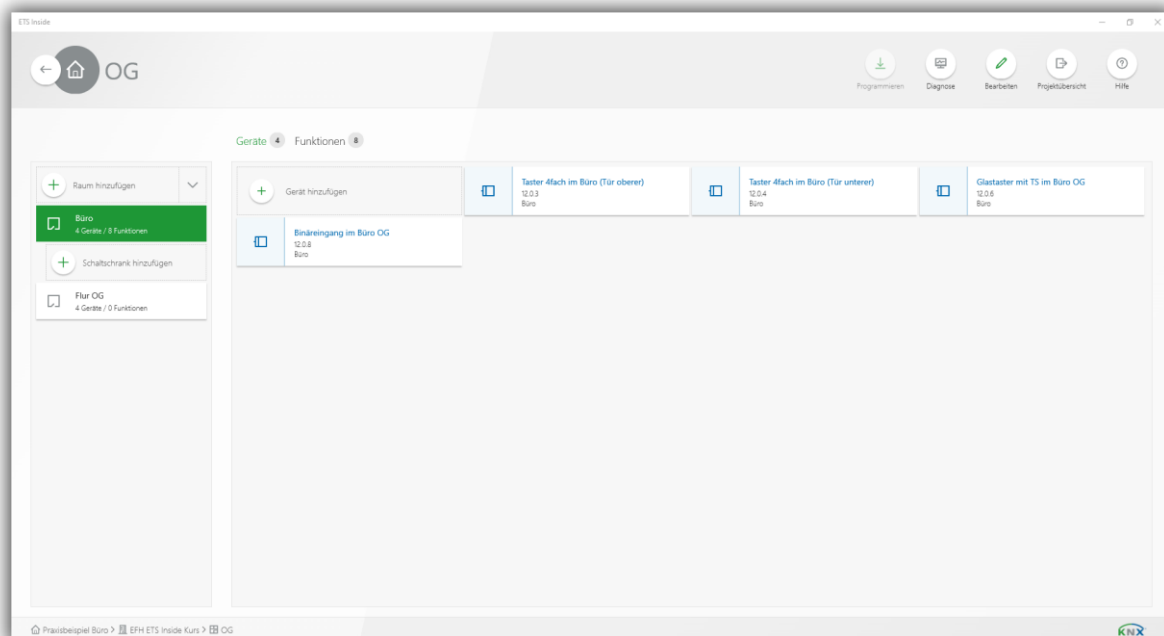 ETS Inside
OG
Programmieren
Diagnose
Bearbeiten
Projektübersicht
Hilfe
Geräte 4 Funktionen 8
Raum hinzufügen
Büro
4 Geräte / 8 Funktionen
Schaltschrank hinzufügen
Flur OG
4 Geräte / 0 Funktionen
Gerät hinzufügen
Taster 4fach im Büro (Tür oberer)
12.0.3
Büro
Taster 4fach im Büro (Tür unterer)
12.0.4
Büro
Glastaster mit TS im Büro OG
12.0.6
Büro
Binäreingang im Büro OG
12.0.8
Büro
Praxisbeispiel Büro > EFH ETS Inside Kurs > OG
KNX